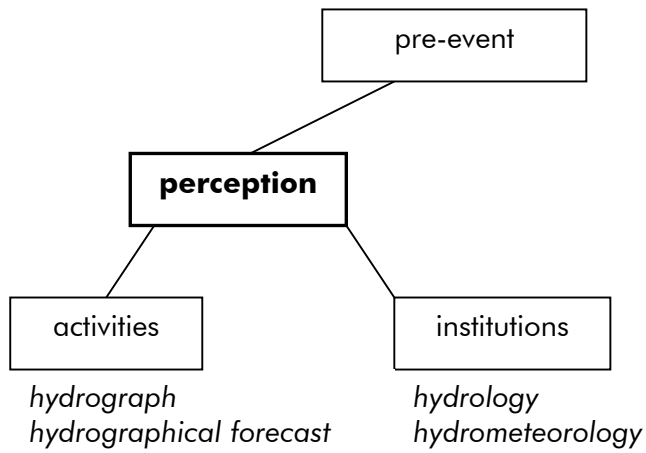 pre-event
perception
activities
institutions
hydrograph
hydrographical forecast
hydrology
hydrometeorology